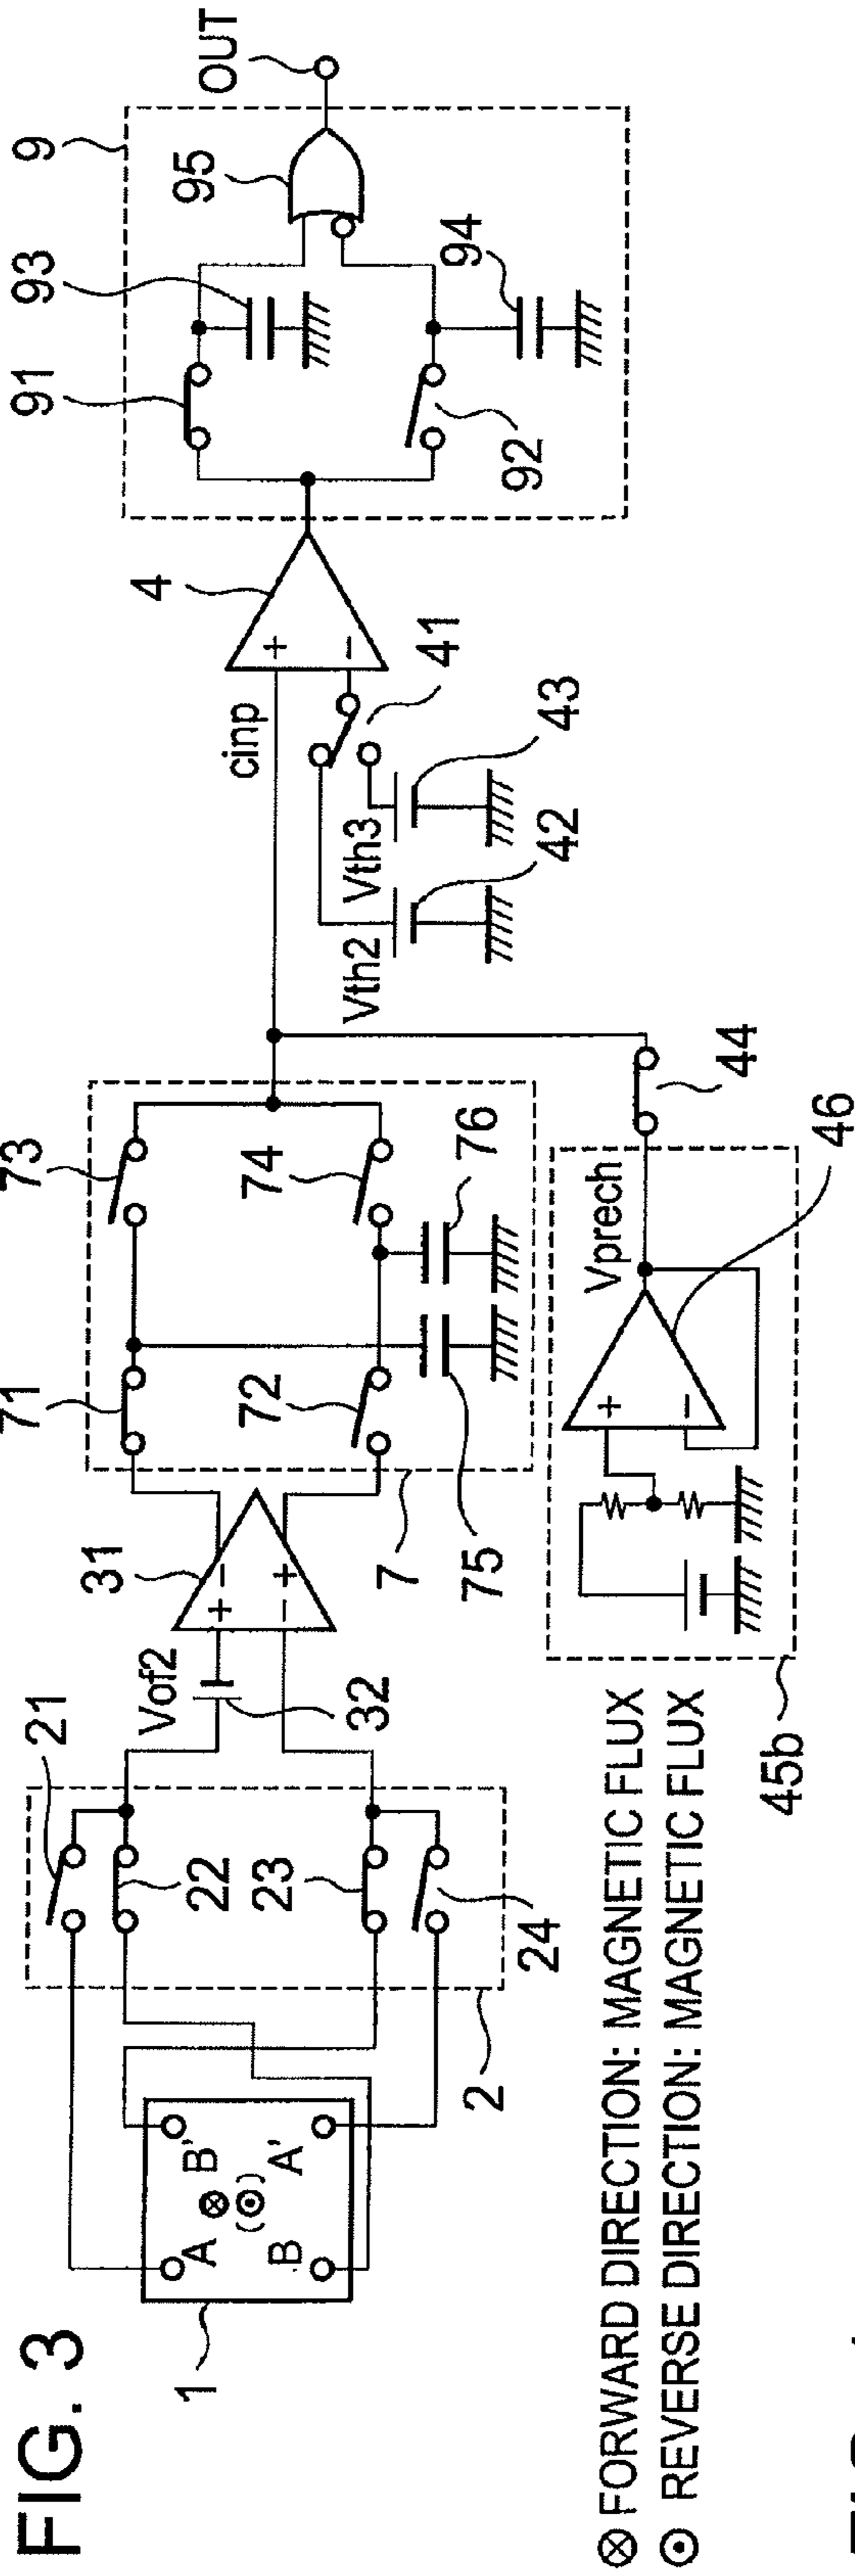 FIG. 3
1
A
B'
B
A'
2
21
22
23
24
Vof2
32
31
+
−
−
+
7
71
72
73
74
75
76
cinp
Vth2
Vth3
42
43
41
4
+
−
9
91
92
93
94
95
OUT
45b
+
−
Vprech
46
44
⊗ FORWARD DIRECTION: MAGNETIC FLUX
⊙ REVERSE DIRECTION: MAGNETIC FLUX